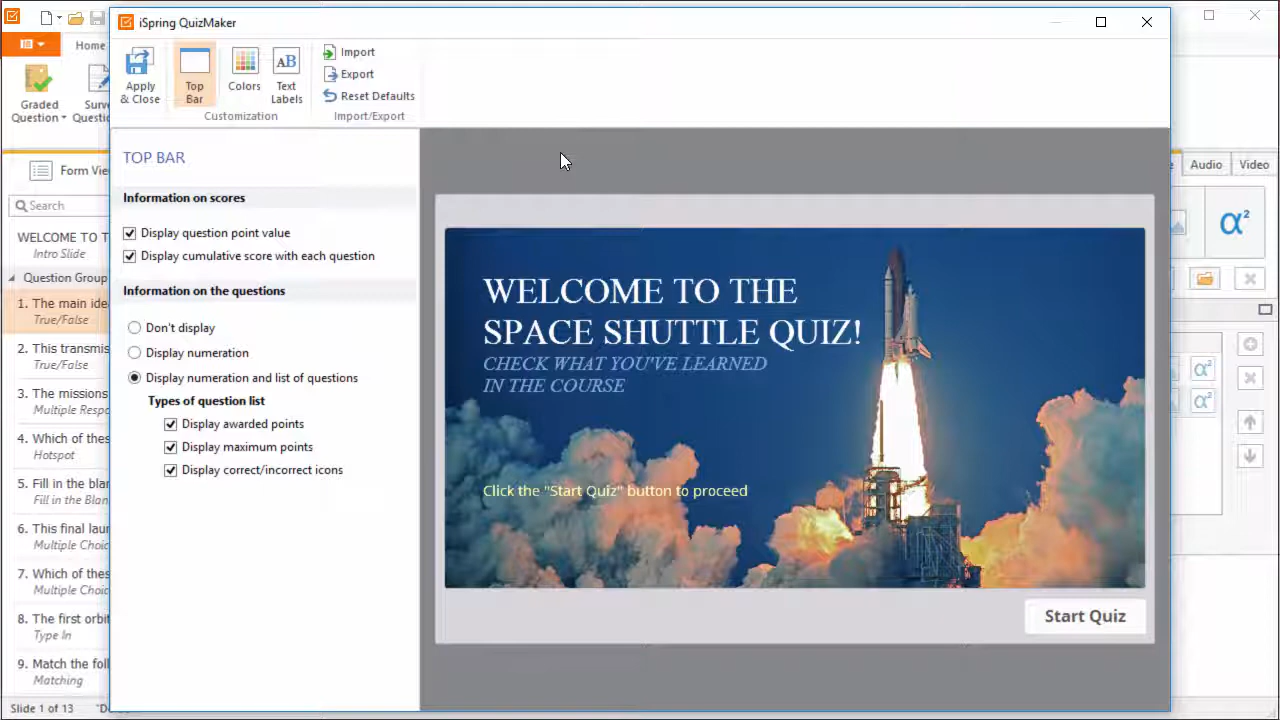 iSpring QuizMaker
Home
Graded
Question
Surv
Questic
Apply
& Close
Top
Bar
Colors
Text
Labels
Customization
Import
Export
Reset Defaults
Import/Export
Form Vie
Search
WELCOME TO T
Intro Slide
Question Group
1. The main ide
True/False
2. This transmis
True/False
3. The missions
Multiple Respo
4. Which of thes
Hotspot
5. Fill in the blar
Fill in the Blan
6. This final laur
Multiple Choic
7. Which of thes
Multiple Choic
8. The first orbit
Type In
9. Match the foll
Matching
Slide 1 of 13
TOP BAR
Information on scores
Display question point value
Display cumulative score with each question
Information on the questions
Don't display
Display numeration
Display numeration and list of questions
Types of question list
Display awarded points
Display maximum points
Display correct/incorrect icons
WELCOME TO THE
SPACE SHUTTLE QUIZ!
CHECK WHAT YOU'VE LEARNED
IN THE COURSE
Click the "Start Quiz" button to proceed
Start Quiz
Audio
Video
α²
α²
α²